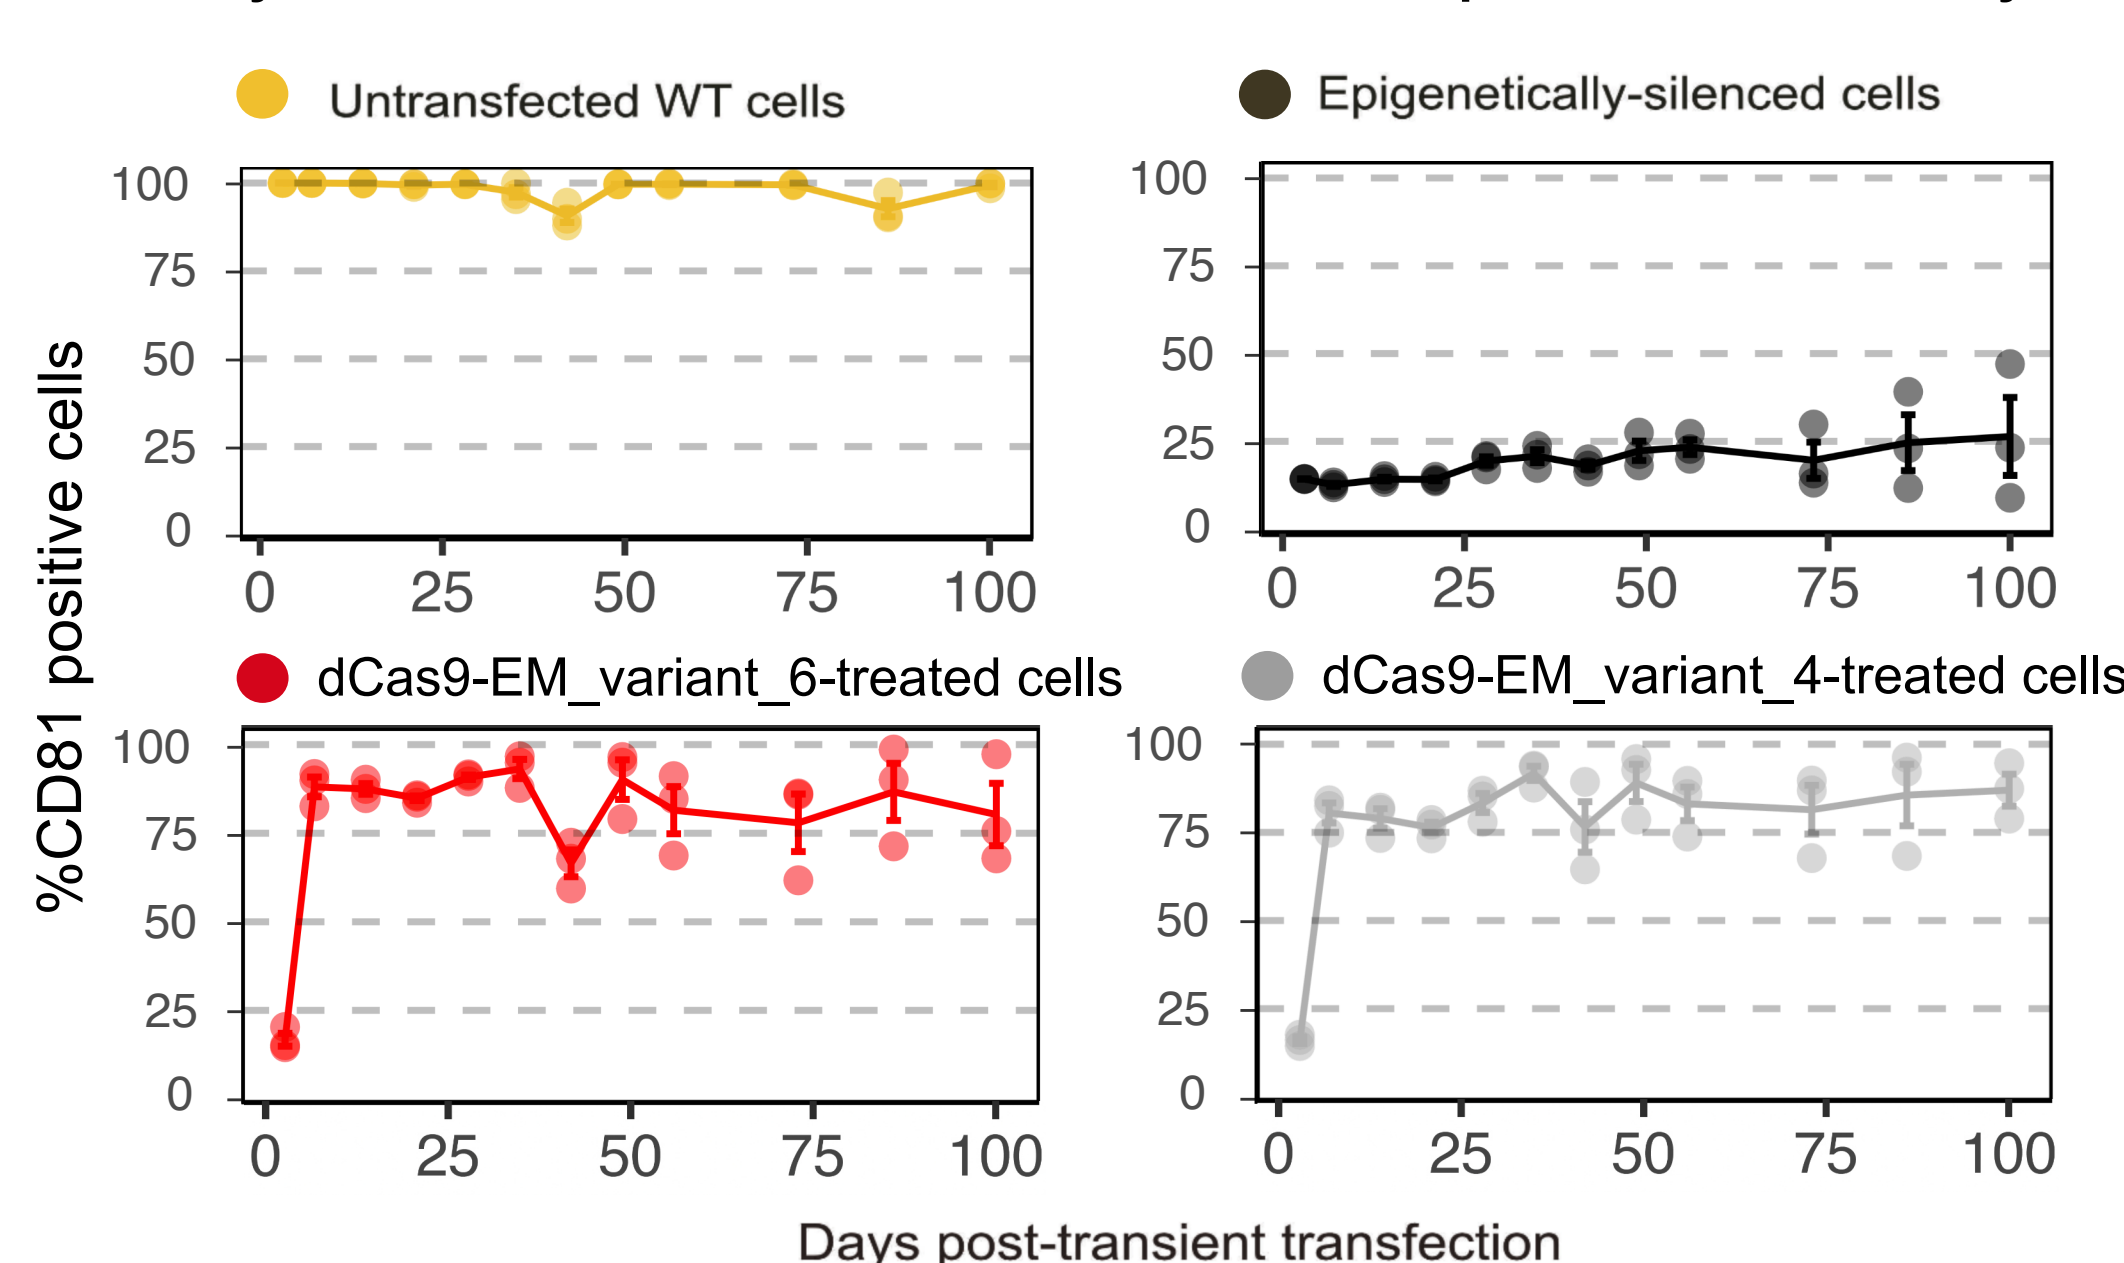 Untransfected WT cells
Epigenetically-silenced cells
100
75
50
25
0
0 25 50 75 100
100
75
50
25
0
0 25 50 75 100
%CD81 positive cells
dCas9-EM_variant_6-treated cells
dCas9-EM_variant_4-treated cells
100
75
50
25
0
0 25 50 75 100
100
75
50
25
0
0 25 50 75 100
Days post-transient transfection